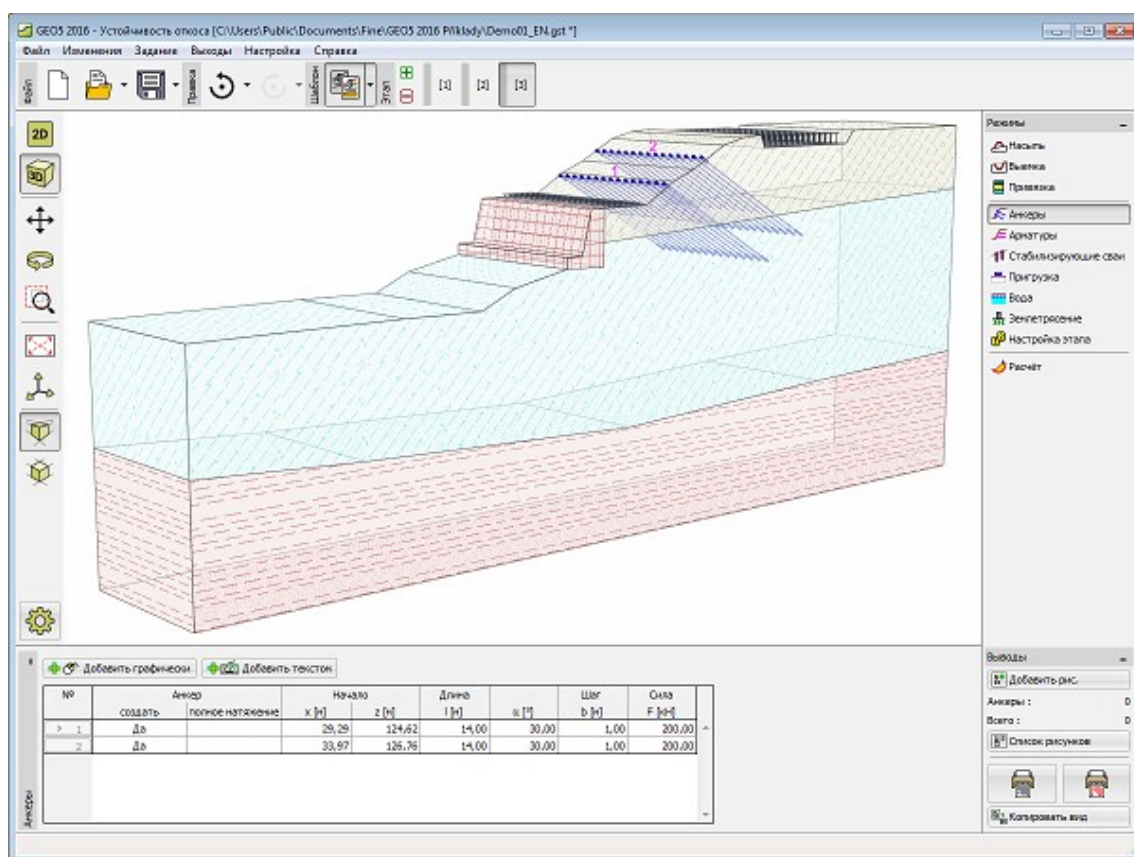 GEO5 2016 - Устойчивость откоса [C:\Users\Public\Documents\Fine\GEO5 2016 Příklady\Demo01_EN.gst *]
Файл Изменения Задание Выходы Настройка Справка
Файл Правка Шаблон Этап [1] [2] [3]
2D
3D
2
1
Режимы
Насыпь
Выемка
Привязка
Анкеры
Арматуры
Стабилизирующие сваи
Пригрузка
Вода
Землетрясение
Настройка этапа
Расчёт
Добавить графически Добавить текстом
№ Анкер Начало Длина Шаг Сила
создать полное натяжение x [м] z [м] l [м] α [°] b [м] F [кН]
> 1 Да 29,29 124,62 14,00 30,00 1,00 200,00
2 Да 33,97 126,76 14,00 30,00 1,00 200,00
Анкеры
Выводы
Добавить рис.
Анкеры : 0
Всего : 0
Список рисунков
Копировать вид